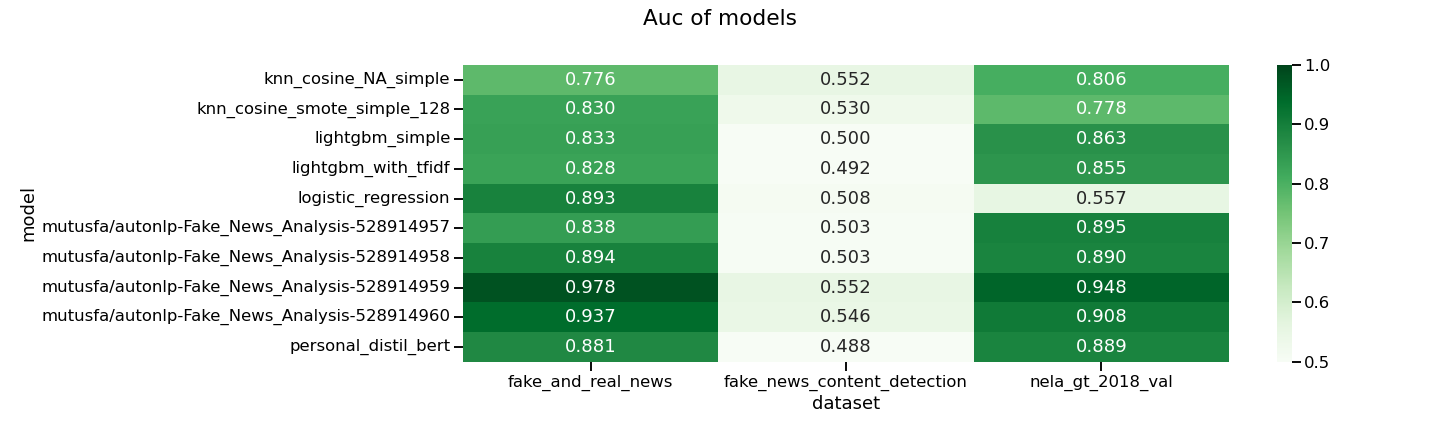 Auc of models
knn_cosine_NA_simple 0.776 0.552 0.806
knn_cosine_smote_simple_128 0.830 0.530 0.778
lightgbm_simple 0.833 0.500 0.863
lightgbm_with_tfidf 0.828 0.492 0.855
logistic_regression 0.893 0.508 0.557
mutusfa/autonlp-Fake_News_Analysis-528914957 0.838 0.503 0.895
mutusfa/autonlp-Fake_News_Analysis-528914958 0.894 0.503 0.890
mutusfa/autonlp-Fake_News_Analysis-528914959 0.978 0.552 0.948
mutusfa/autonlp-Fake_News_Analysis-528914960 0.937 0.546 0.908
personal_distil_bert 0.881 0.488 0.889
model
fake_and_real_news fake_news_content_detection nela_gt_2018_val
dataset
1.0
0.9
0.8
0.7
0.6
0.5